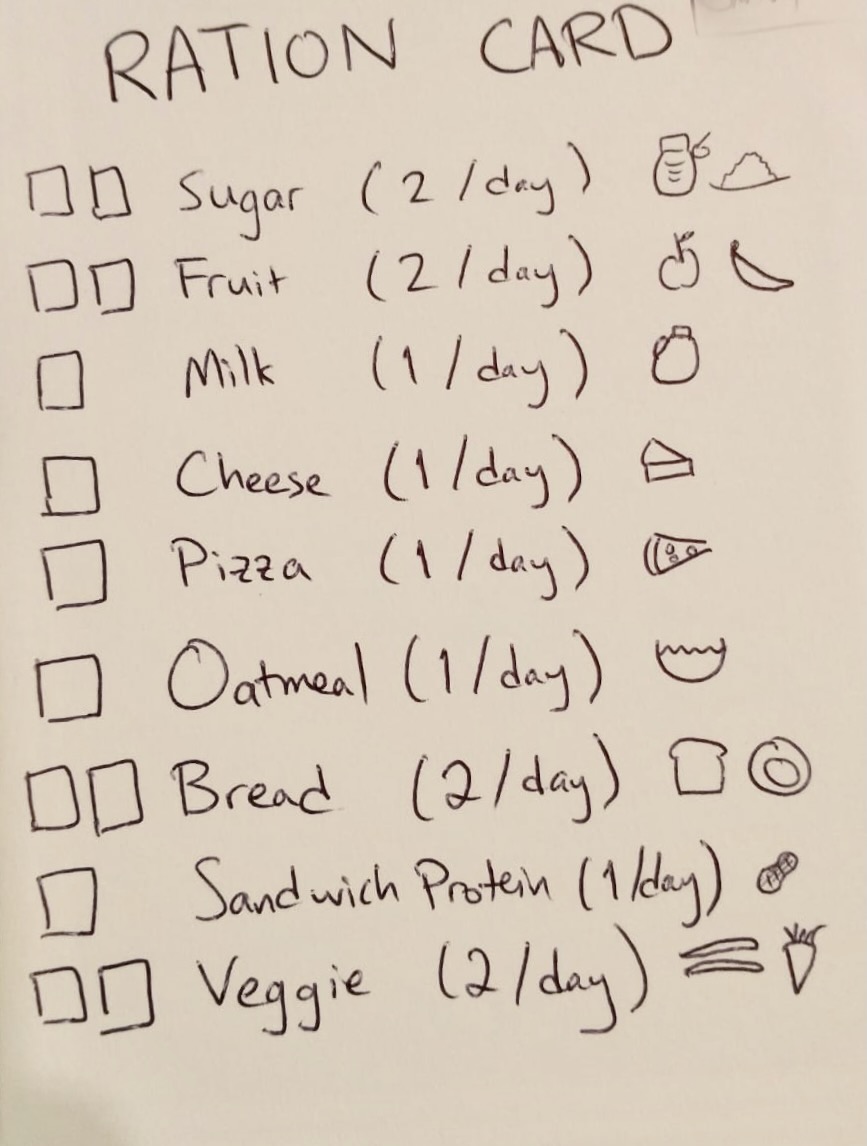 RATION CARD
Sugar (2/day)
Fruit (2/day)
Milk (1/day)
Cheese (1/day)
Pizza (1/day)
Oatmeal (1/day)
Bread (2/day)
Sandwich Protein (1/day)
Veggie (2/day)